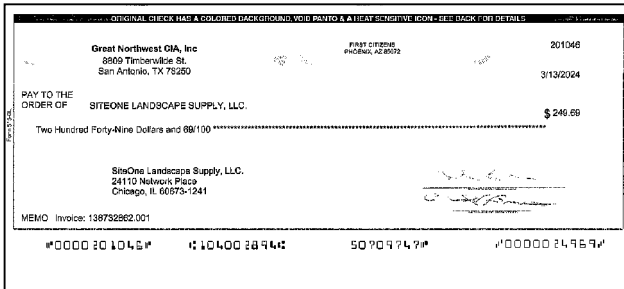 ORIGINAL CHECK HAS A COLORED BACKGROUND, VOID PANTO & A HEAT SENSITIVE ICON - SEE BACK FOR DETAILS
Great Northwest CIA, Inc
8809 Timberwilde St.
San Antonio, TX 78250
FIRST CITIZENS
PHOENIX, AZ 85072
201046
3/13/2024
PAY TO THE
ORDER OF SITEONE LANDSCAPE SUPPLY, LLC.
$ 249.69
Two Hundred Forty-Nine Dollars and 69/100 ****************************************************************
SiteOne Landscape Supply, LLC.
24110 Network Place
Chicago, IL 60673-1241
MEMO Invoice: 138732862.001
⑈0000201046⑈ ⑆104002894⑆ 50709747⑈ ⑈0000024969⑈